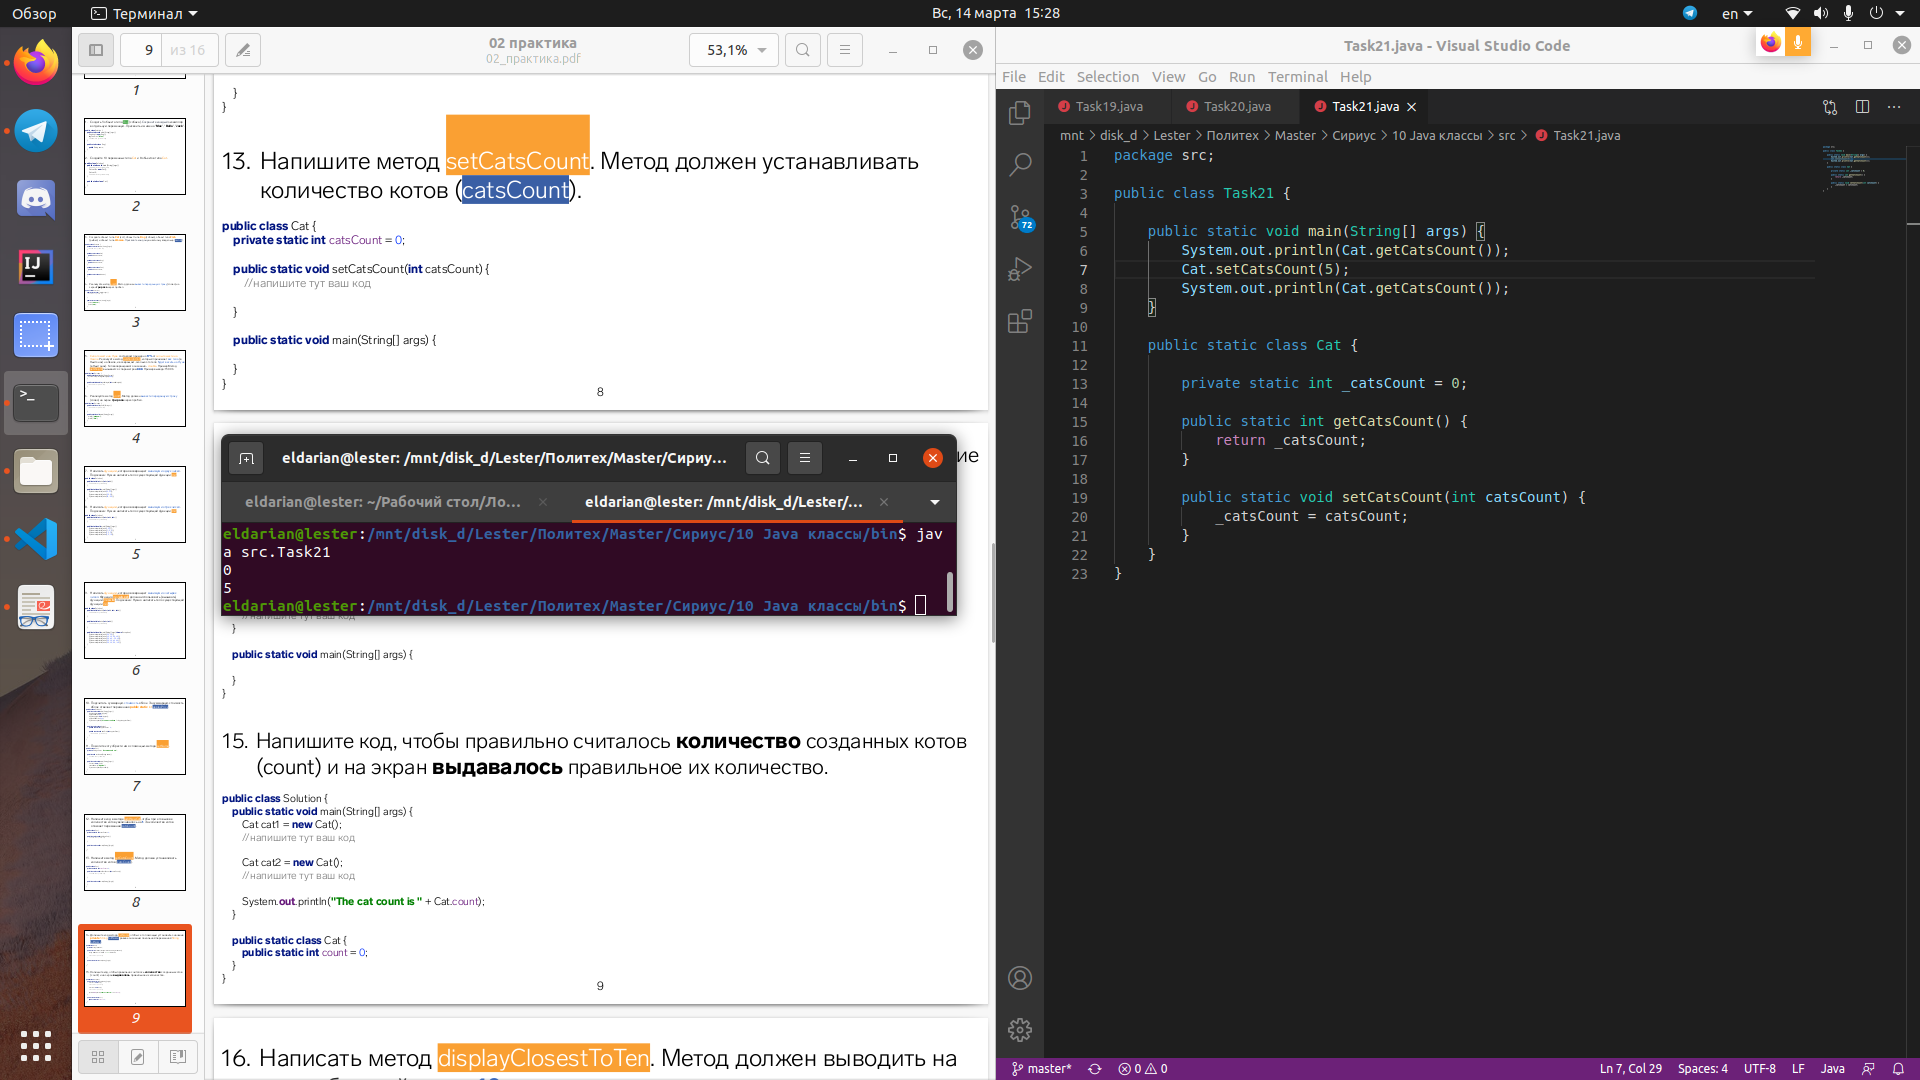 Обзор
Терминал
Вс, 14 марта 15:28
en
9 из 16
02 практика
02_практика.pdf
53,1%
1
2
3
4
5
6
7
8
9
}
}
13. Напишите метод setCatsCount. Метод должен устанавливать
количество котов (catsCount).
public class Cat {
private static int catsCount = 0;
public static void setCatsCount(int catsCount) {
//напишите тут ваш код
}
public static void main(String[] args) {
}
}
8
ие
eldarian@lester: /mnt/disk_d/Lester/Политех/Master/Сириу...
eldarian@lester: ~/Рабочий стол/Ло...
eldarian@lester: /mnt/disk_d/Lester/...
eldarian@lester:/mnt/disk_d/Lester/Политех/Master/Сириус/10 Java классы/bin$ jav
a src.Task21
0
5
eldarian@lester:/mnt/disk_d/Lester/Политех/Master/Сириус/10 Java классы/bin$
//напишите тут ваш код
}
public static void main(String[] args) {
}
}
15. Напишите код, чтобы правильно считалось количество созданных котов
(count) и на экран выдавалось правильное их количество.
public class Solution {
public static void main(String[] args) {
Cat cat1 = new Cat();
//напишите тут ваш код
Cat cat2 = new Cat();
//напишите тут ваш код
System.out.println("The cat count is " + Cat.count);
}
public static class Cat {
public static int count = 0;
}
}
9
16. Написать метод displayClosestToTen. Метод должен выводить на
Task21.java - Visual Studio Code
File Edit Selection View Go Run Terminal Help
Task19.java
Task20.java
Task21.java
mnt > disk_d > Lester > Политех > Master > Сириус > 10 Java классы > src > Task21.java
72
1 package src;
2
3 public class Task21 {
4
5 public static void main(String[] args) {
6 System.out.println(Cat.getCatsCount());
7 Cat.setCatsCount(5);
8 System.out.println(Cat.getCatsCount());
9 }
10
11 public static class Cat {
12
13 private static int _catsCount = 0;
14
15 public static int getCatsCount() {
16 return _catsCount;
17 }
18
19 public static void setCatsCount(int catsCount) {
20 _catsCount = catsCount;
21 }
22 }
23 }
master*
0 0
Ln 7, Col 29
Spaces: 4
UTF-8
LF
Java